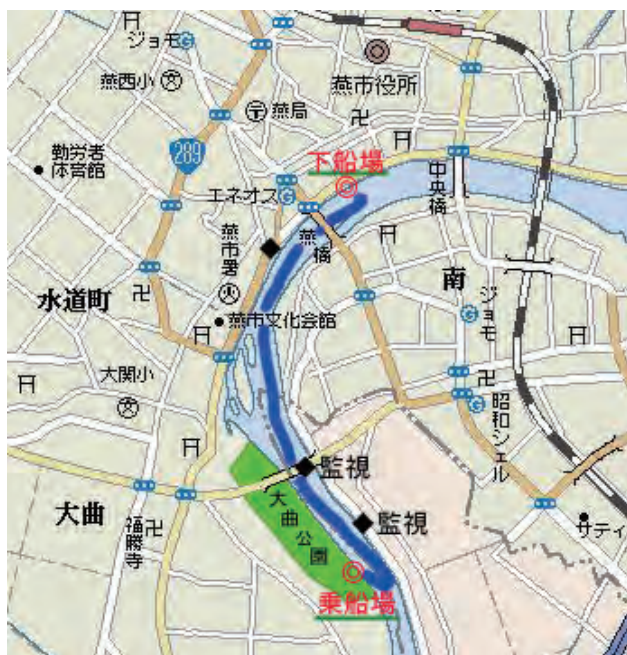 ジョモ
燕西小
燕市役所
燕局
289
勤労者
体育館
下船場
中央橋
エネオス
燕橋
燕市署
水道町
南
ジョモ
燕市文化会館
大関小
昭和シェル
監視
大曲
福勝寺
大曲公園
監視
サティ
乗船場